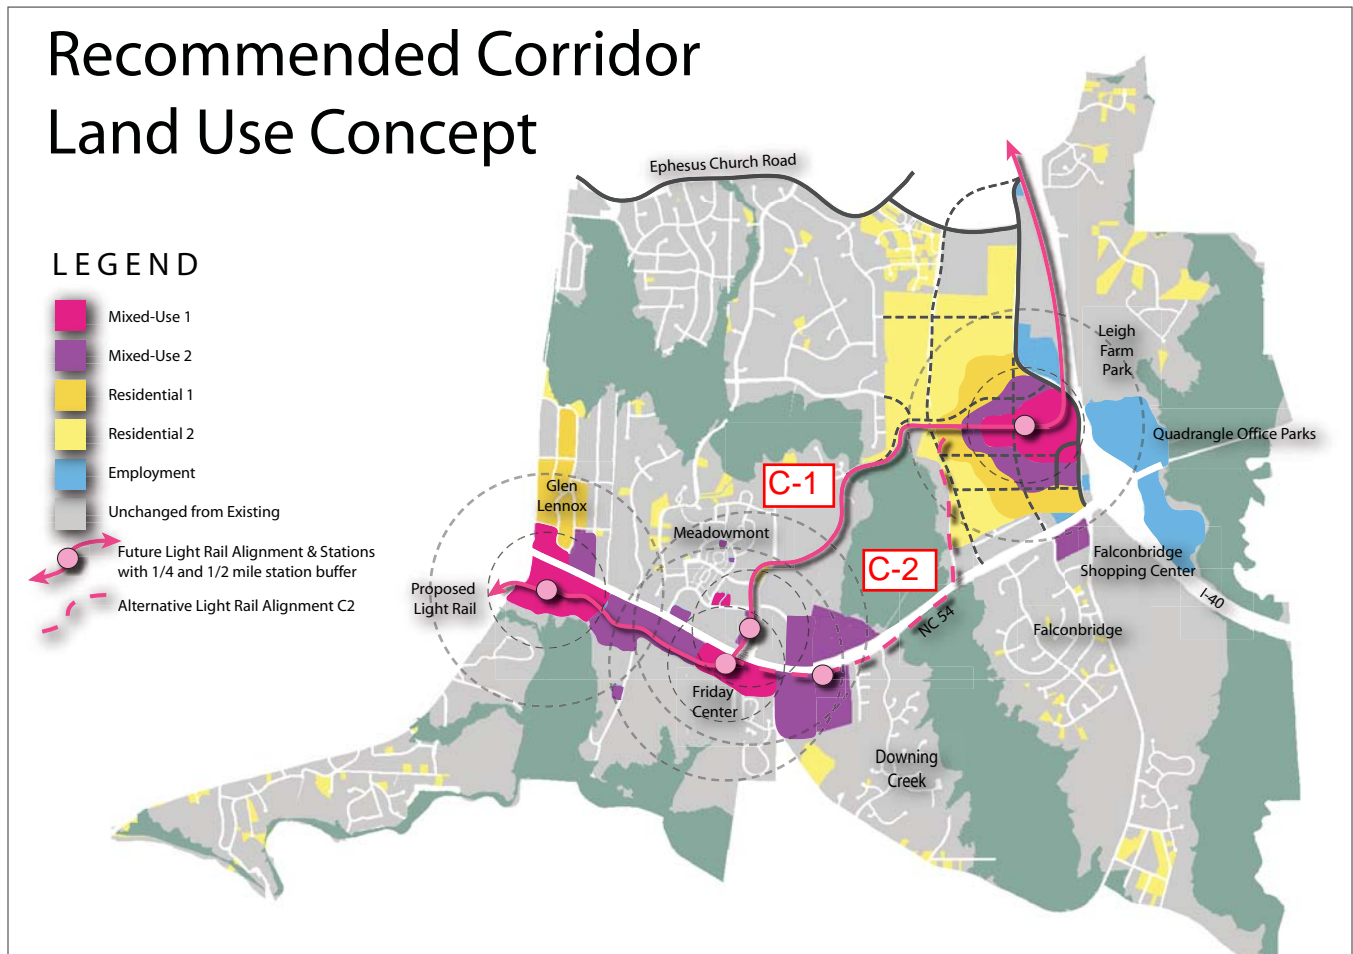 Recommended Corridor
Land Use Concept
Ephesus Church Road
LEGEND
Mixed-Use 1
Mixed-Use 2
Residential 1
Residential 2
Employment
Unchanged from Existing
Future Light Rail Alignment & Stations
with 1/4 and 1/2 mile station buffer
Alternative Light Rail Alignment C2
Leigh
Farm
Park
Quadrangle Office Parks
C-1
Glen
Lennox
Meadowmont
C-2
Falconbridge
Shopping Center
I-40
Proposed
Light Rail
NC 54
Falconbridge
Friday
Center
Downing
Creek